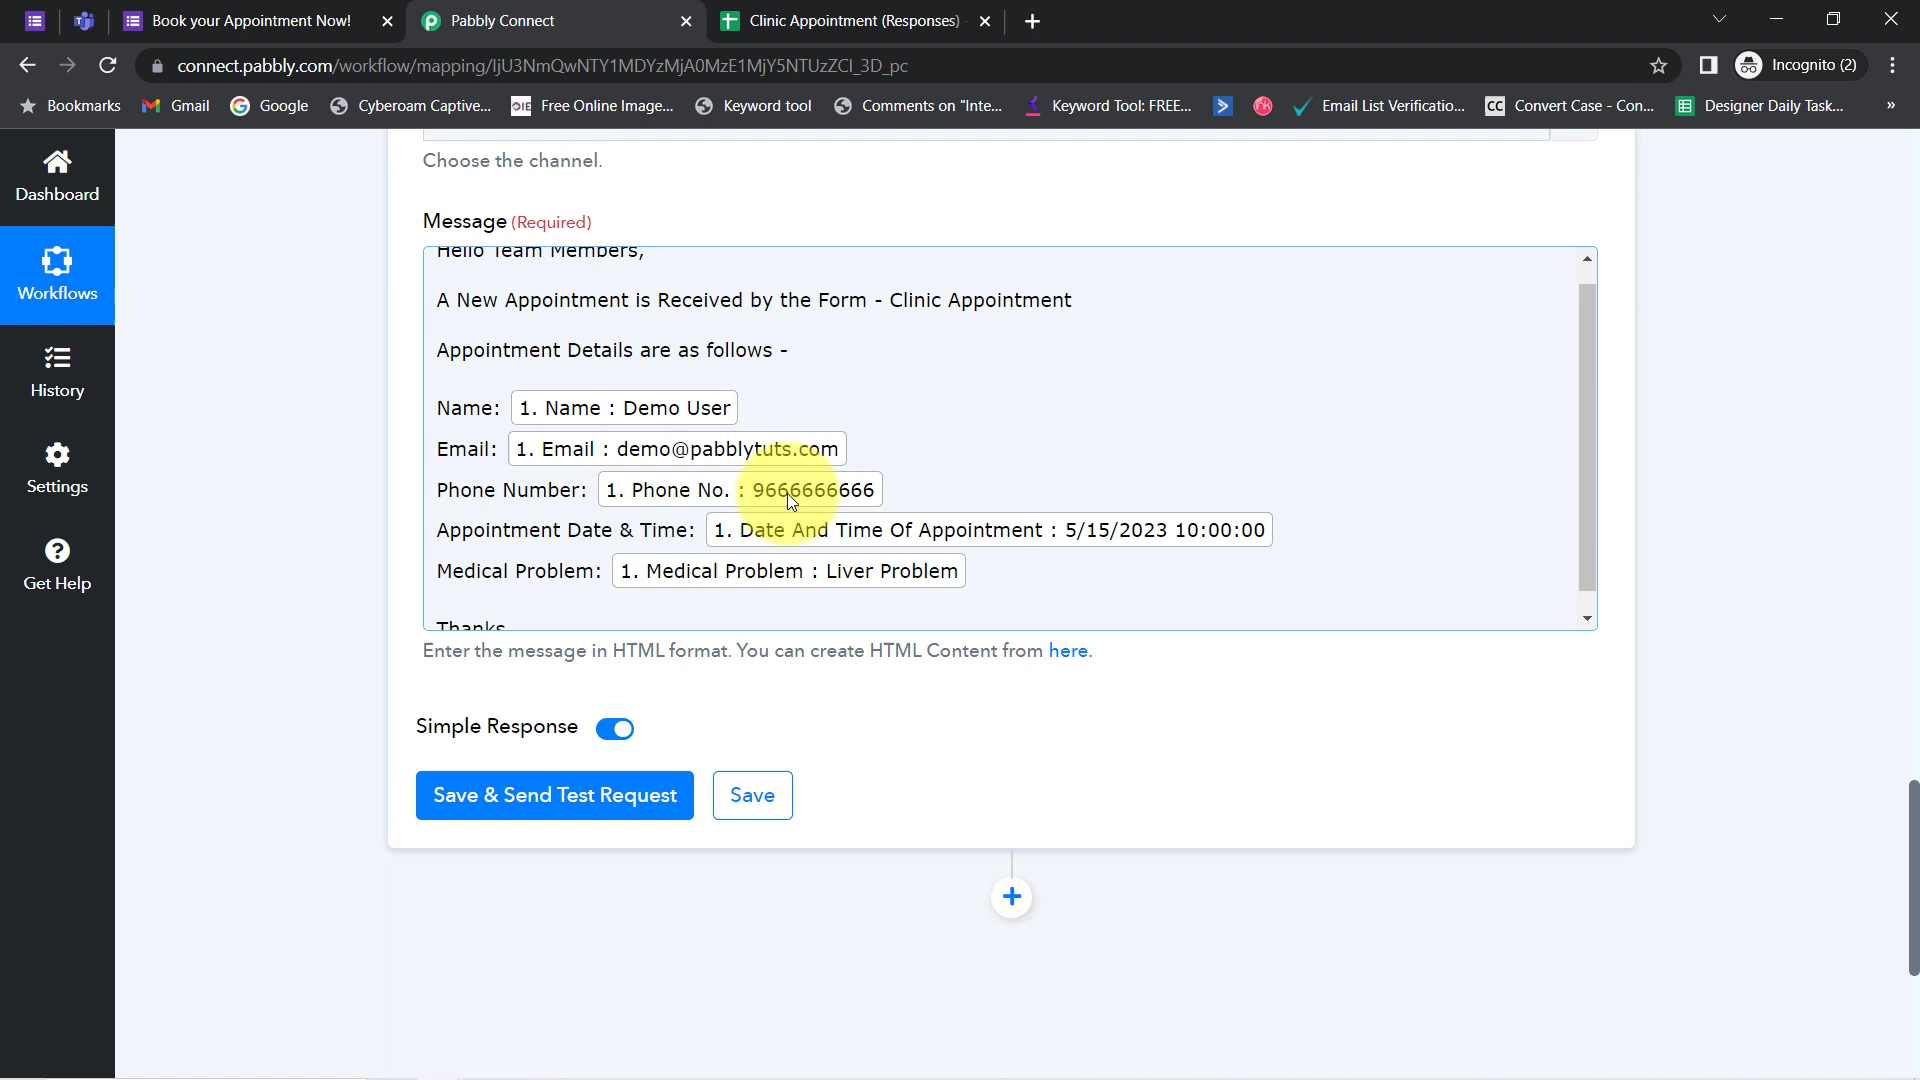 Book your Appointment Now!
Pabbly Connect
Clinic Appointment (Responses)
connect.pabbly.com/workflow/mapping/IjU3NmQwNTY1MDYzMjA0MzE1MjY5NTUzZCI_3D_pc
Incognito (2)
Bookmarks
Gmail
Google
Cyberoam Captive...
Free Online Image...
Keyword tool
Comments on "Inte...
Keyword Tool: FREE...
Email List Verificatio...
CC
Convert Case - Con...
Designer Daily Task...
»
Dashboard
Workflows
History
Settings
Get Help
Choose the channel.
Message (Required)
Hello Team Members,
A New Appointment is Received by the Form - Clinic Appointment
Appointment Details are as follows -
Name: 1. Name : Demo User
Email: 1. Email : demo@pabblytuts.com
Phone Number: 1. Phone No. : 9666666666
Appointment Date & Time: 1. Date And Time Of Appointment : 5/15/2023 10:00:00
Medical Problem: 1. Medical Problem : Liver Problem
Thanks
Enter the message in HTML format. You can create HTML Content from here.
Simple Response
Save & Send Test Request
Save